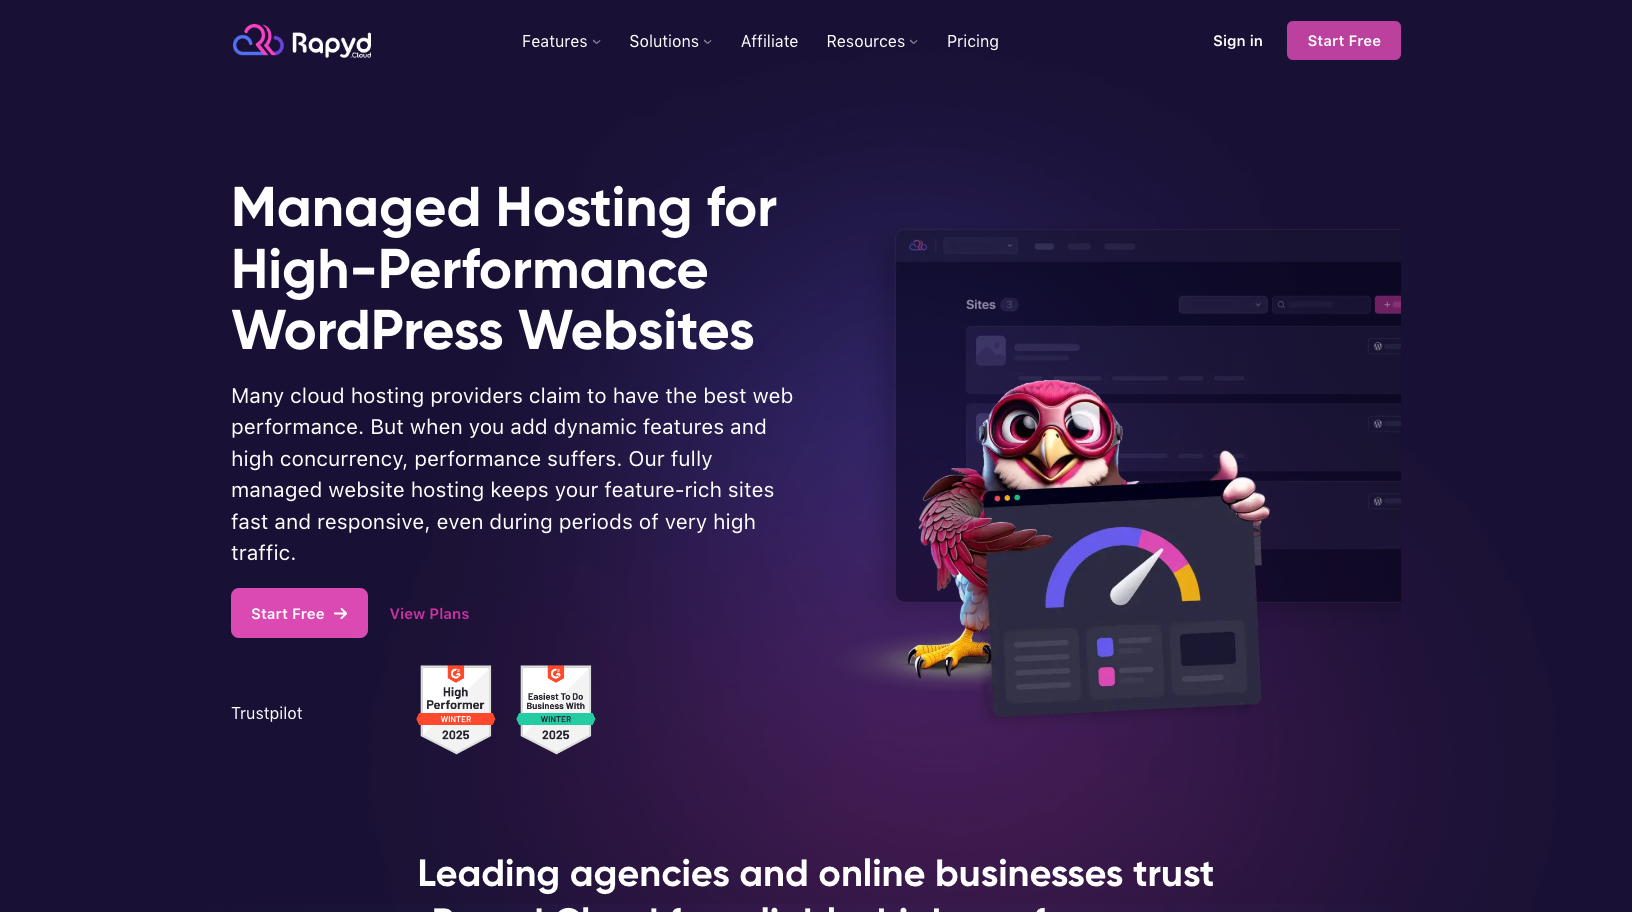 Rapyd
.Cloud
Features
Solutions
Affiliate
Resources
Pricing
Sign in
Start Free
Managed Hosting for
High-Performance
WordPress Websites
Many cloud hosting providers claim to have the best web
performance. But when you add dynamic features and
high concurrency, performance suffers. Our fully
managed website hosting keeps your feature-rich sites
fast and responsive, even during periods of very high
traffic.
Start Free →
View Plans
Sites 3
Trustpilot
High
Performer
WINTER
2025
Easiest To Do
Business With
WINTER
2025
Leading agencies and online businesses trust